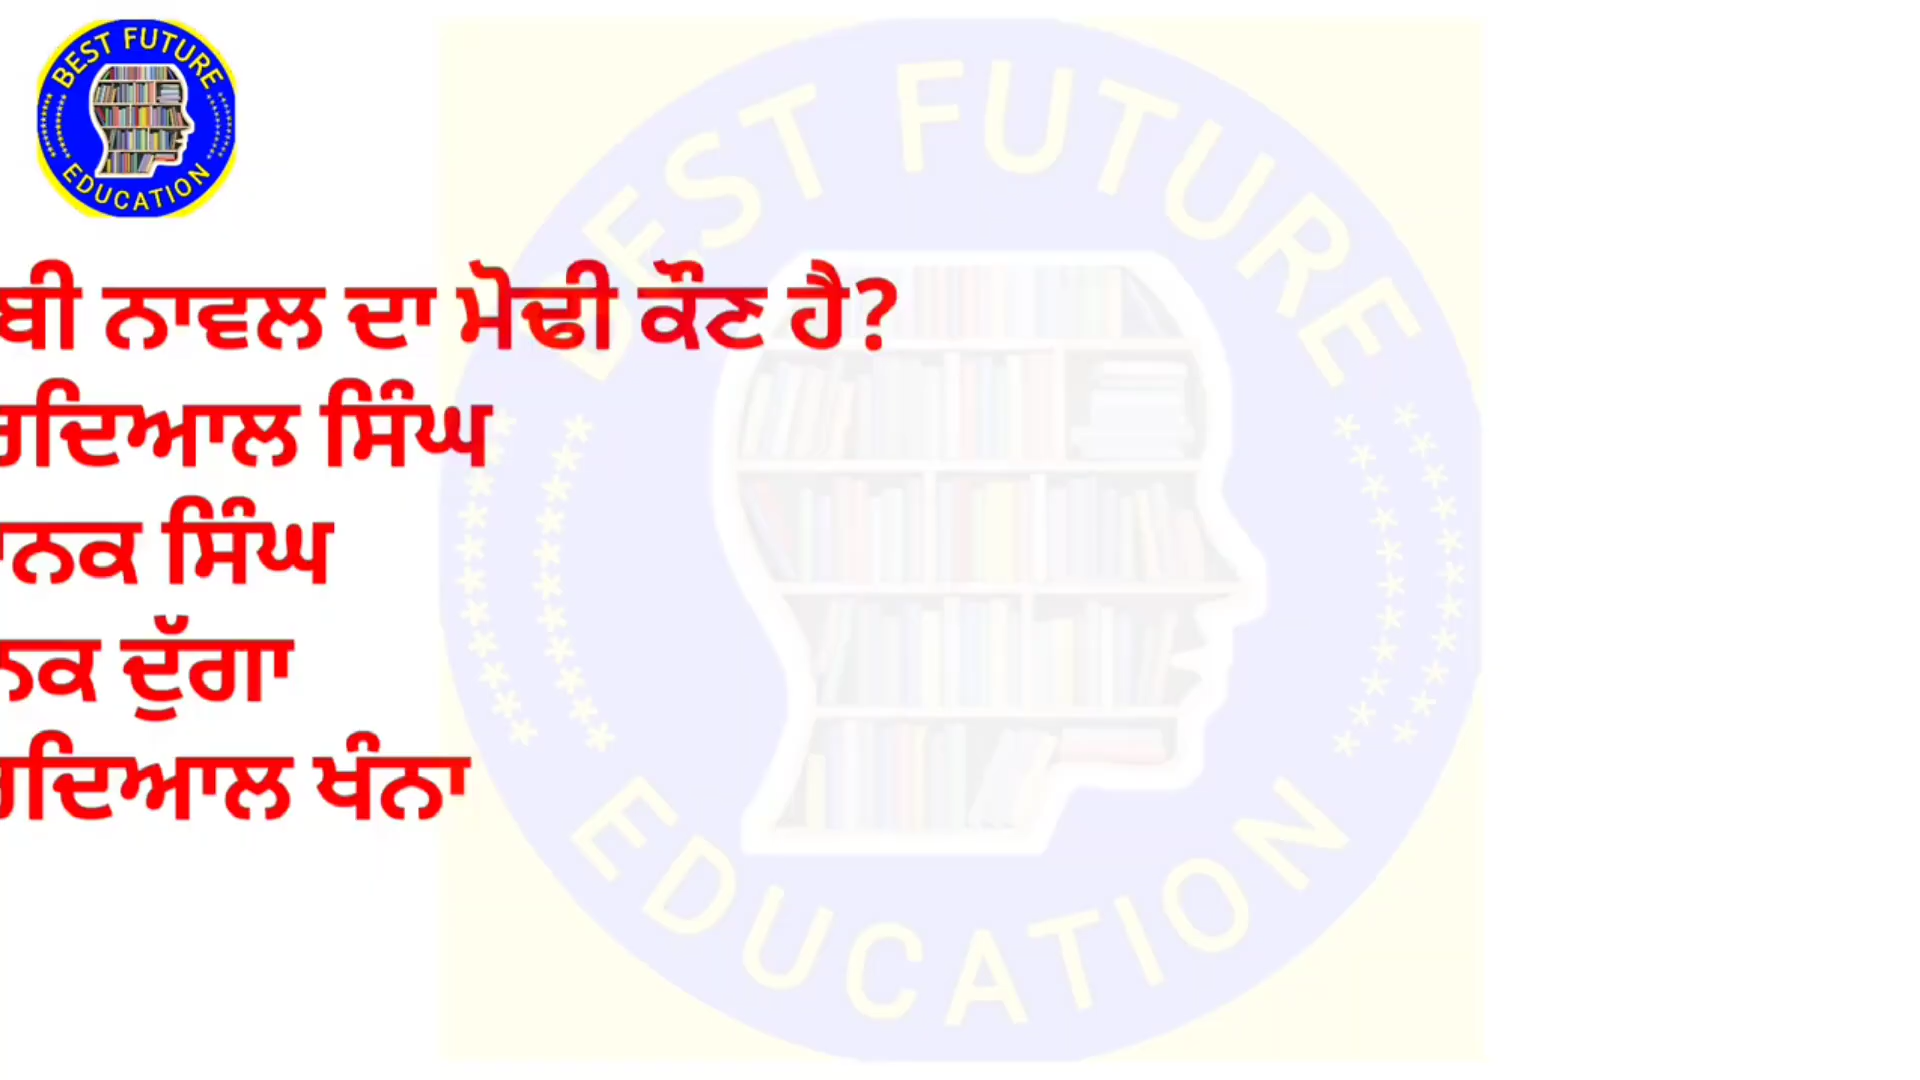 BEST FUTURE
EDUCATION
BEST FUTURE
ਬੀ ਨਾਵਲ ਦਾ ਮੋਢੀ ਕੌਣ ਹੈ?
ਦਿਆਲ ਸਿੰਘ
ਾਨਕ ਸਿੰਘ
ਨਕ ਦੁੱਗਾ
ਦਿਆਲ ਖੰਨਾ
EDUCATION